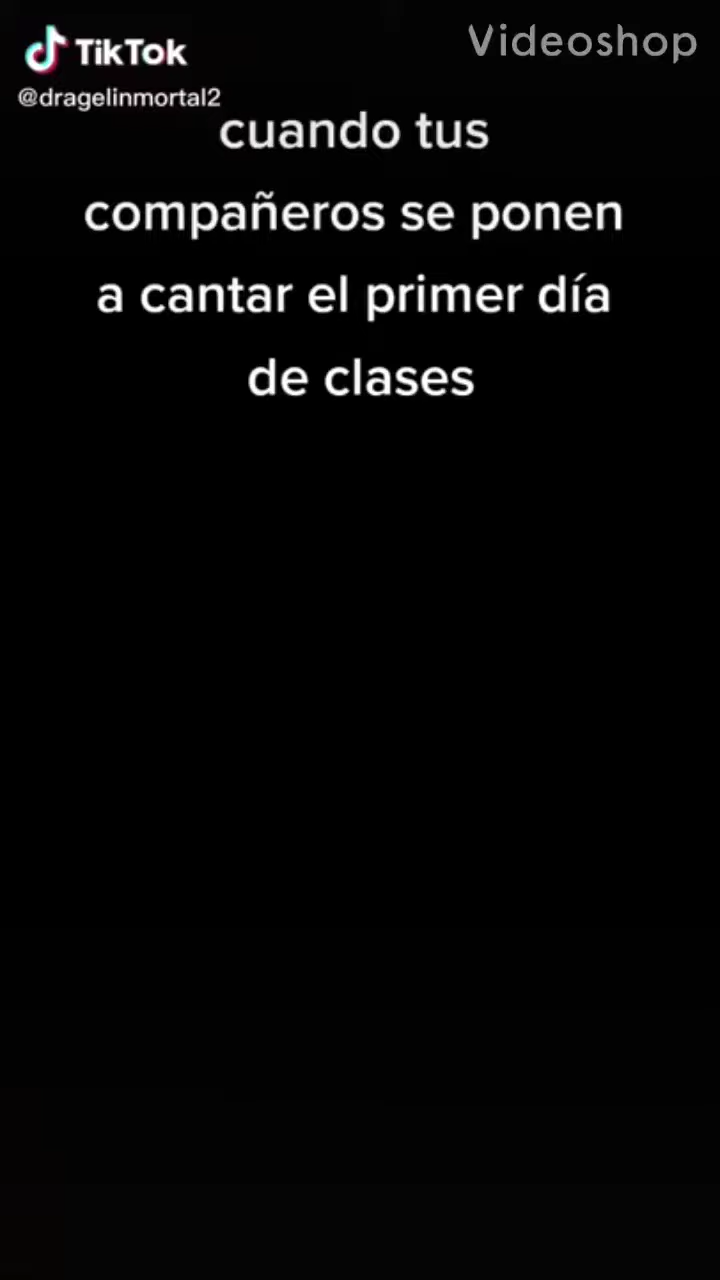 TikTok
Videoshop
@dragelinmortal2
cuando tus
compañeros se ponen
a cantar el primer día
de clases